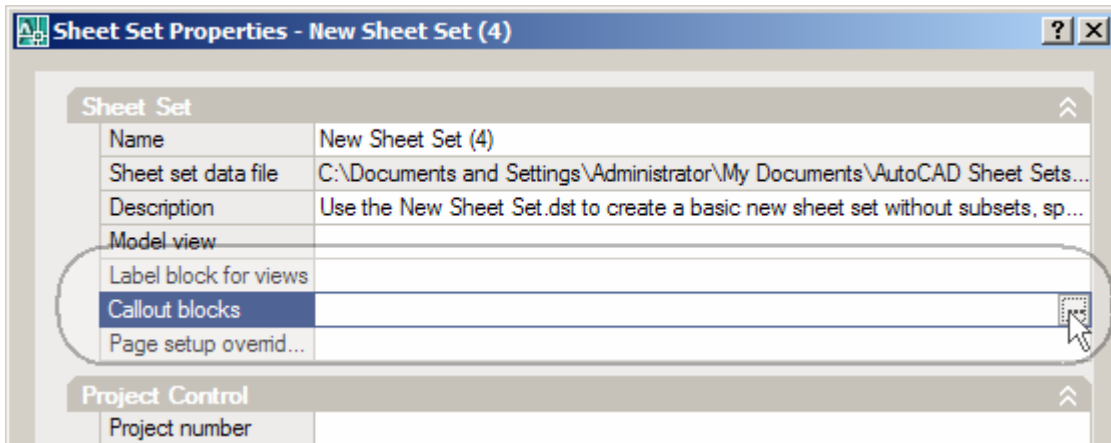 Sheet Set Properties - New Sheet Set (4)
Sheet Set
Name New Sheet Set (4)
Sheet set data file C:\Documents and Settings\Administrator\My Documents\AutoCAD Sheet Sets...
Description Use the New Sheet Set.dst to create a basic new sheet set without subsets, sp...
Model view
Label block for views
Callout blocks ...
Page setup overrid...
Project Control
Project number